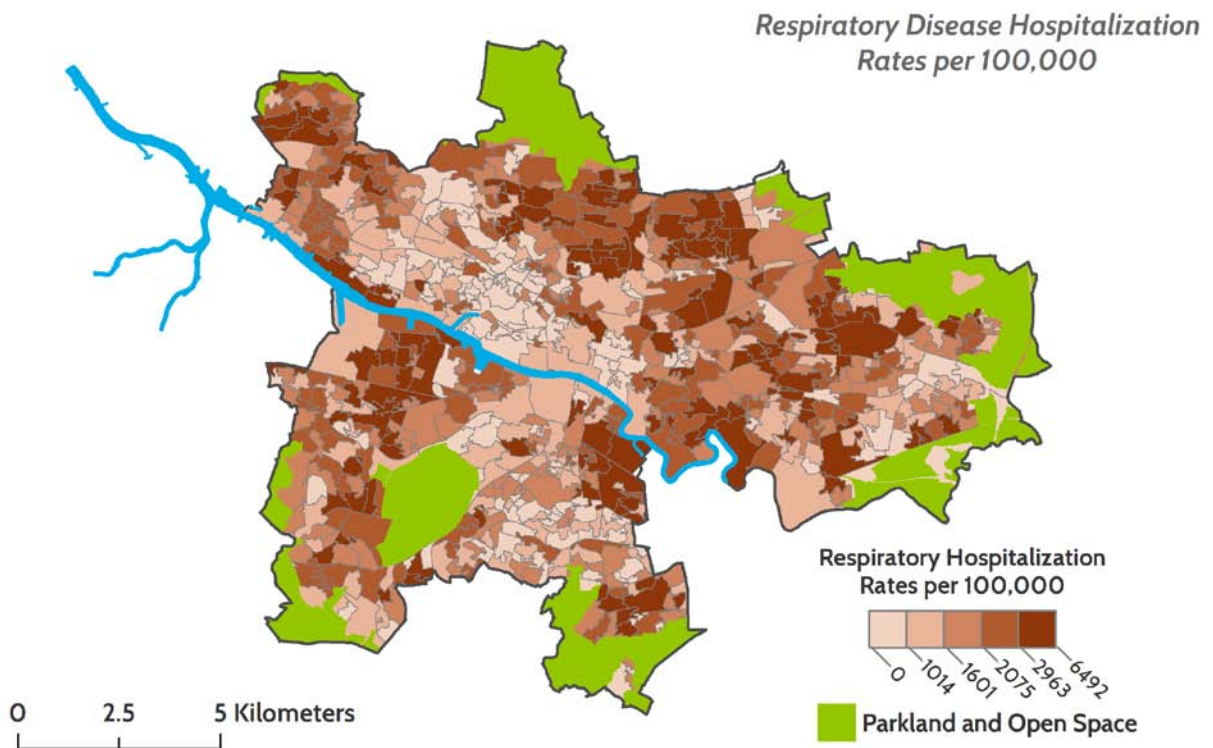 Respiratory Disease Hospitalization
Rates per 100,000
Respiratory Hospitalization
Rates per 100,000
0 1014 1601 2075 2963 6492
Parkland and Open Space
0 2.5 5 Kilometers